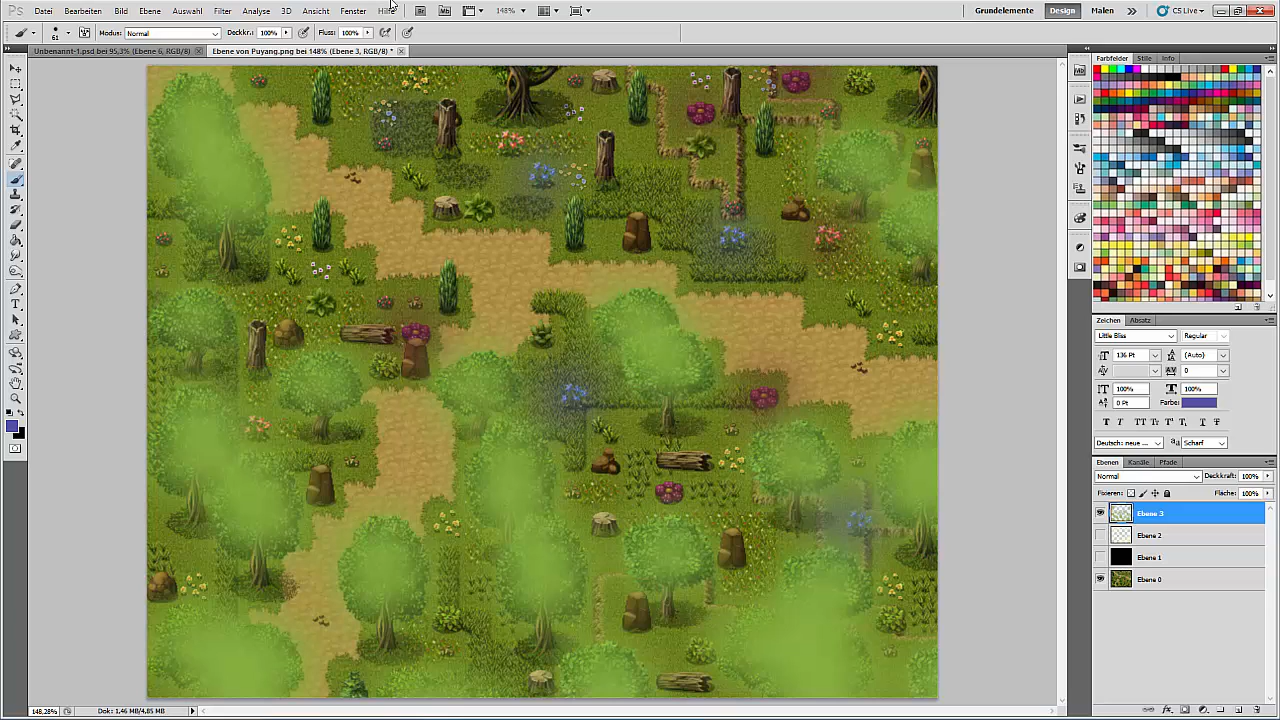 Ps Datei Bearbeiten Bild Ebene Auswahl Filter Analyse 3D Ansicht Fenster Hilfe Br Mb 148% Grundelemente Design Malen CS Live
61 Modus: Normal Deckkr.: 100% Fluss: 100%
Unbenannt-1.psd bei 95,3% (Ebene 6, RGB/8) Ebene von Puyang.png bei 148% (Ebene 3, RGB/8) *
Farbfelder Stile Info
Zeichen Absatz
Little Bliss Regular
136 Pt (Auto)
0
100% 100%
0 Pt Farbe:
Deutsch: neue ... Scharf
Ebenen Kanäle Pfade
Normal Deckkraft: 100%
Fixieren: Fläche: 100%
Ebene 3
Ebene 2
Ebene 1
Ebene 0
148,28% Dok: 1,46 MB/4,85 MB